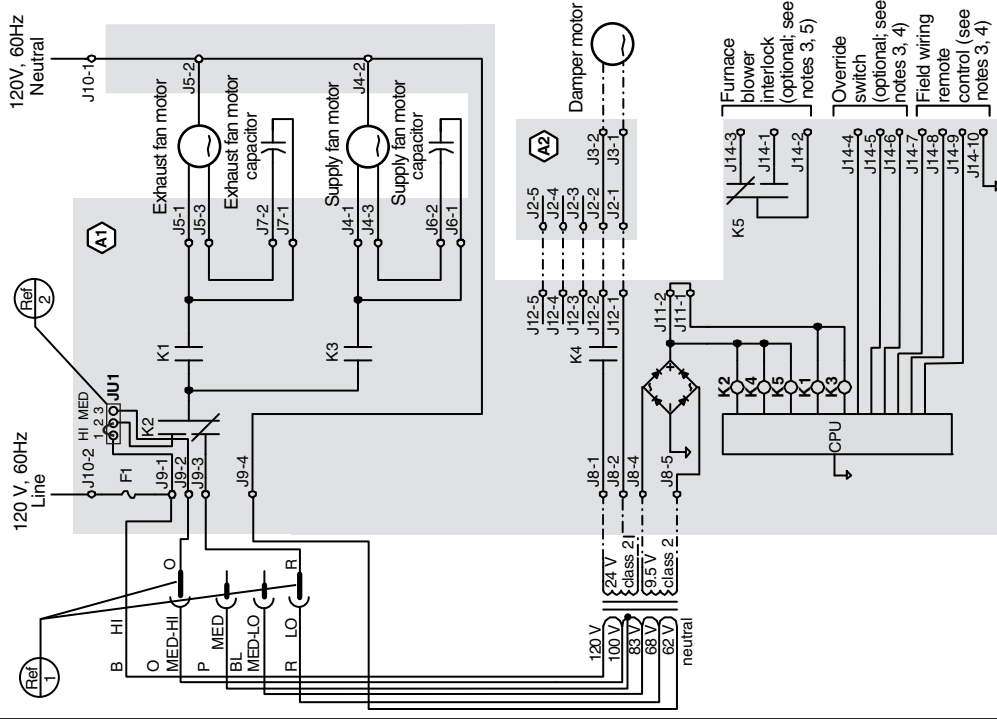 120V, 60Hz
Neutral
J10-1
J5-2
J4-2
Exhaust fan motor
J5-1
J5-3
Exhaust fan motor
capacitor
J7-2
J7-1
Supply fan motor
J4-1
J4-3
Supply fan motor
capacitor
J6-2
J6-1
A1
Ref
2
K1
K3
HI MED
1 2 3
JU1
K2
120 V, 60Hz
Line
J10-2
F1
J9-1
J9-2
J9-3
J9-4
Ref
1
B HI
O MED-HI O
P MED
BL MED-LO
R LO R
Damper motor
A2
J3-2
J3-1
J2-5
J2-4
J2-3
J2-2
J2-1
J12-5
J12-4
J12-3
J12-2
J12-1
K4
J11-2
J11-1
J8-1
J8-2
J8-4
J8-5
24 V
class 2
9.5 V
class 2
120 V
100 V
83 V
68 V
62 V
neutral
+
-
K2
K4
K5
K1
K3
CPU
K5
J14-3
J14-1
J14-2
J14-4
J14-5
J14-6
J14-7
J14-8
J14-9
J14-10
Furnace
blower
interlock
(optional; see
notes 3, 5)
Override
switch
(optional; see
notes 3, 4)
Field wiring
remote
control (see
notes 3, 4)